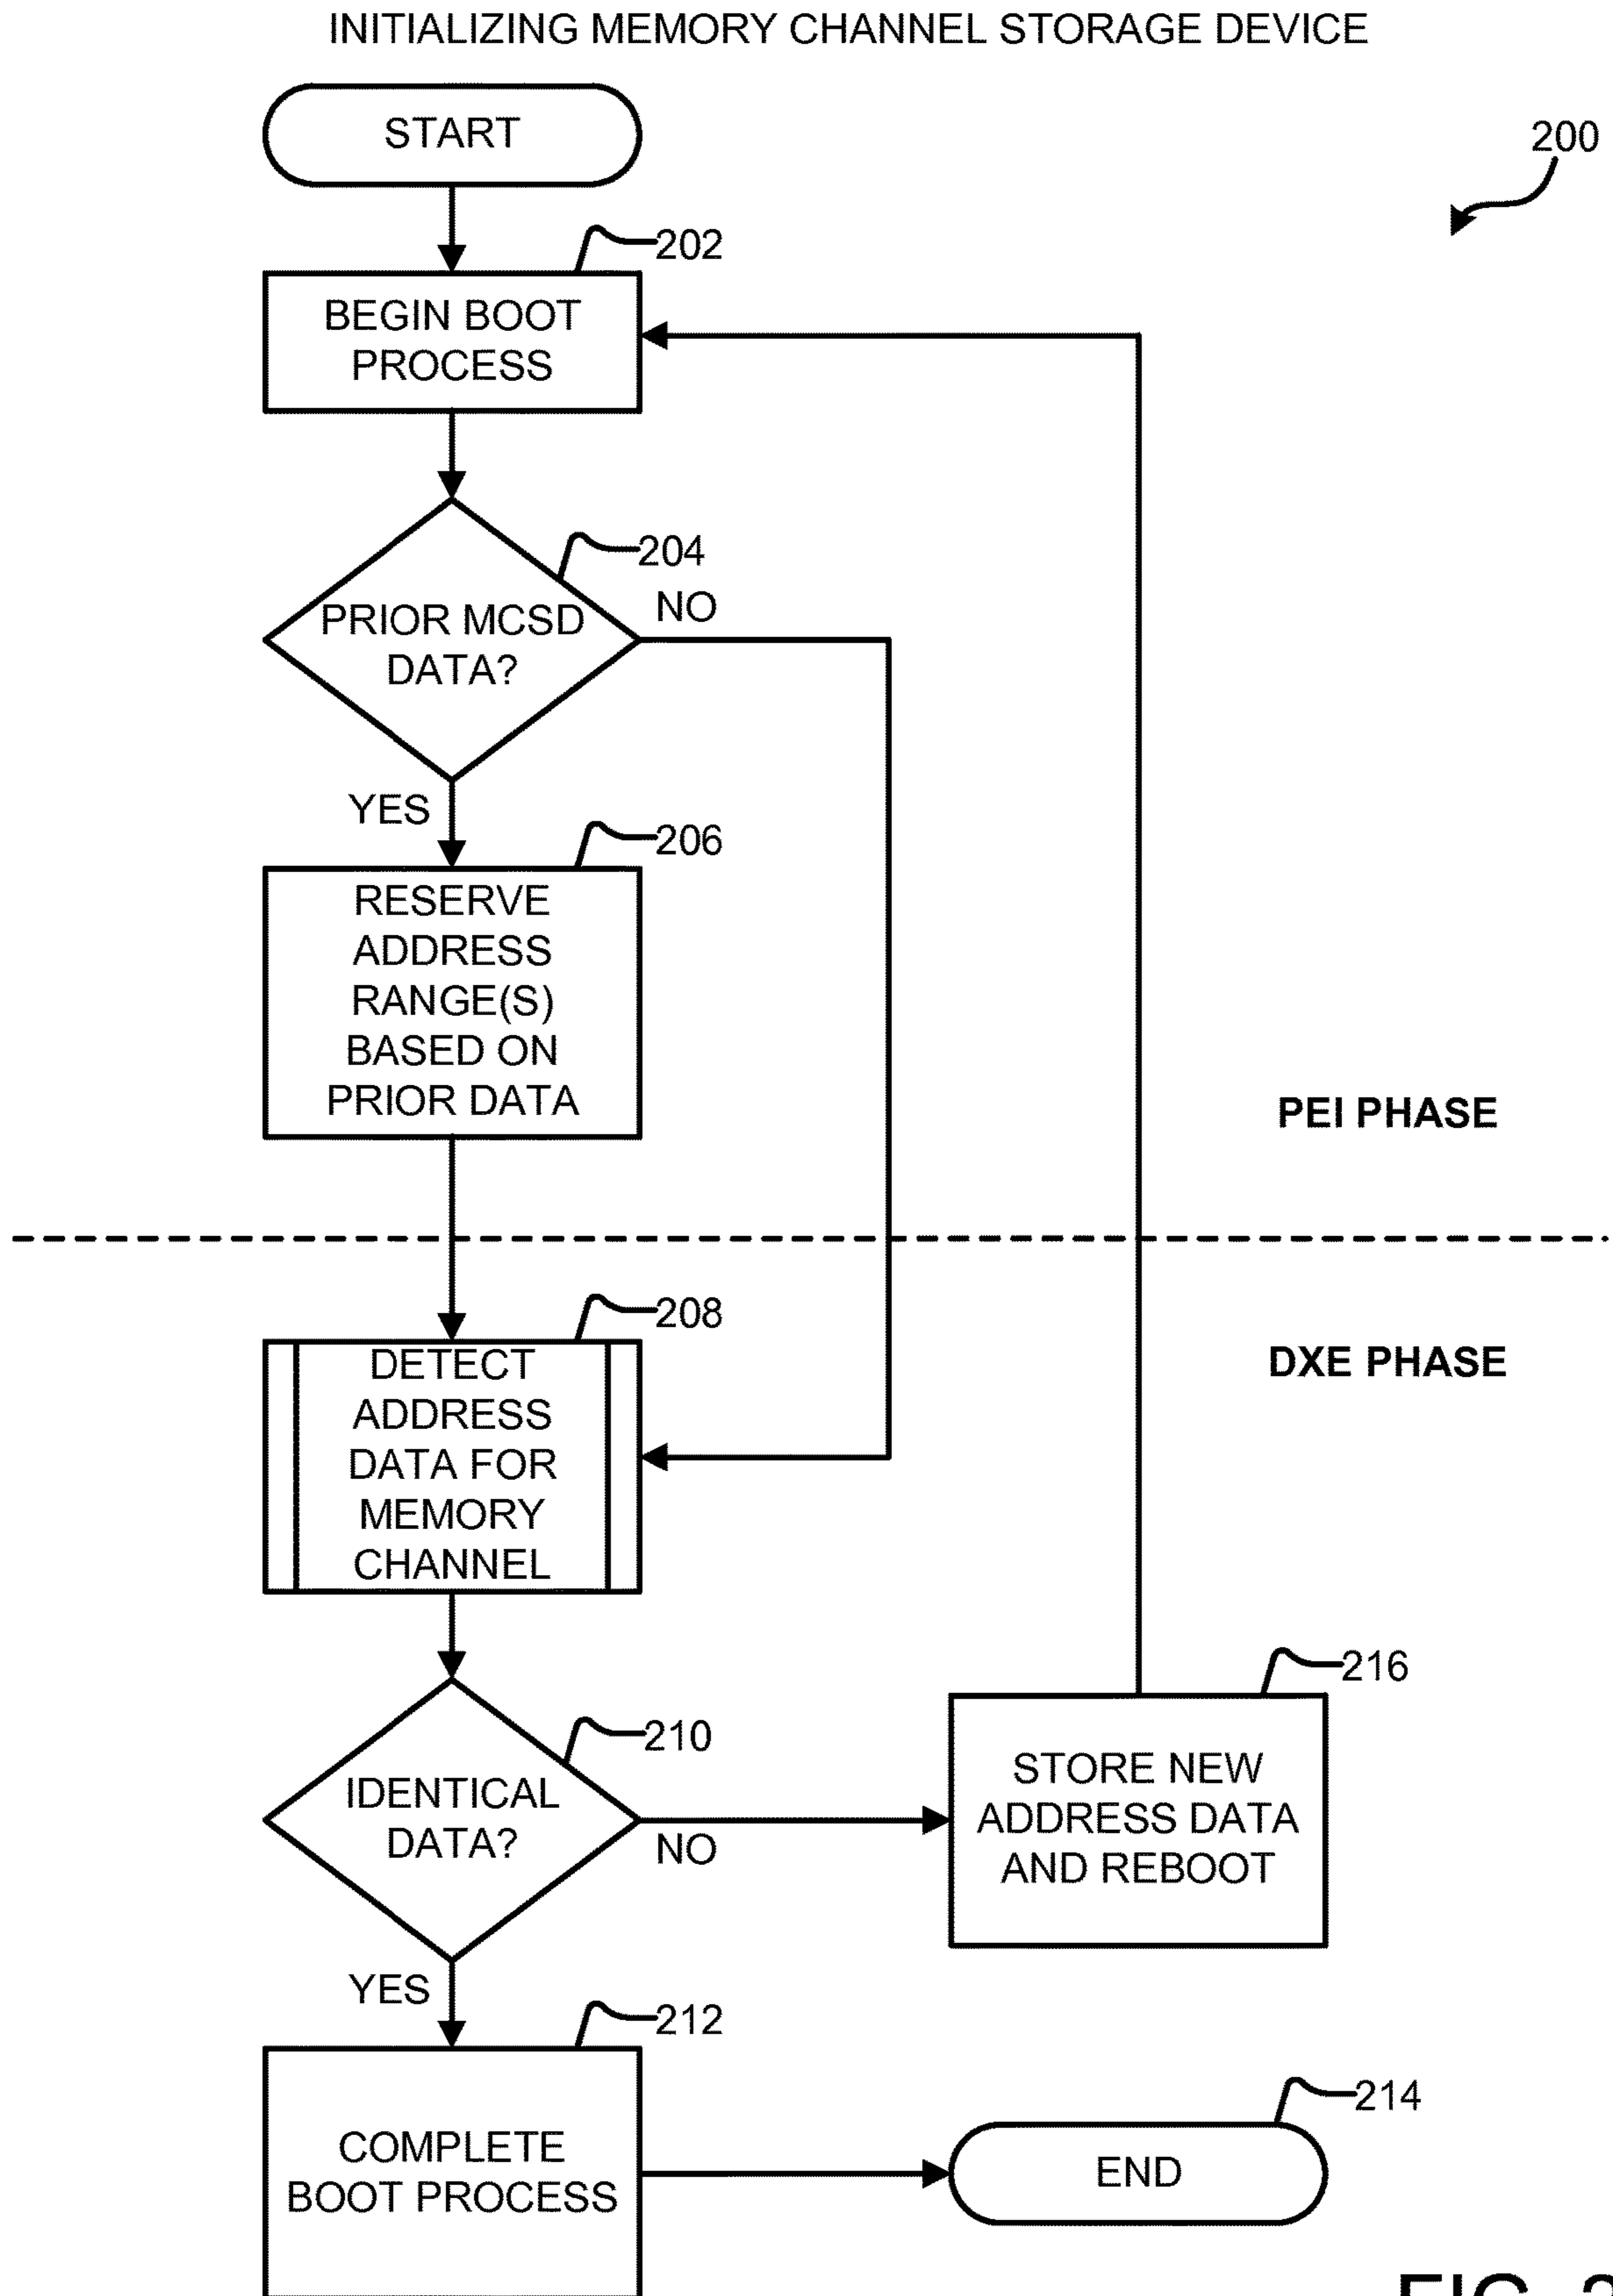 INITIALIZING MEMORY CHANNEL STORAGE DEVICE
START
200
202
BEGIN BOOT
PROCESS
204
NO
PRIOR MCSD
DATA?
YES
206
RESERVE
ADDRESS
RANGE(S)
BASED ON
PRIOR DATA
PEI PHASE
208
DETECT
ADDRESS
DATA FOR
MEMORY
CHANNEL
DXE PHASE
210
IDENTICAL
DATA?
NO
216
STORE NEW
ADDRESS DATA
AND REBOOT
YES
212
COMPLETE
BOOT PROCESS
214
END
FIG. 2